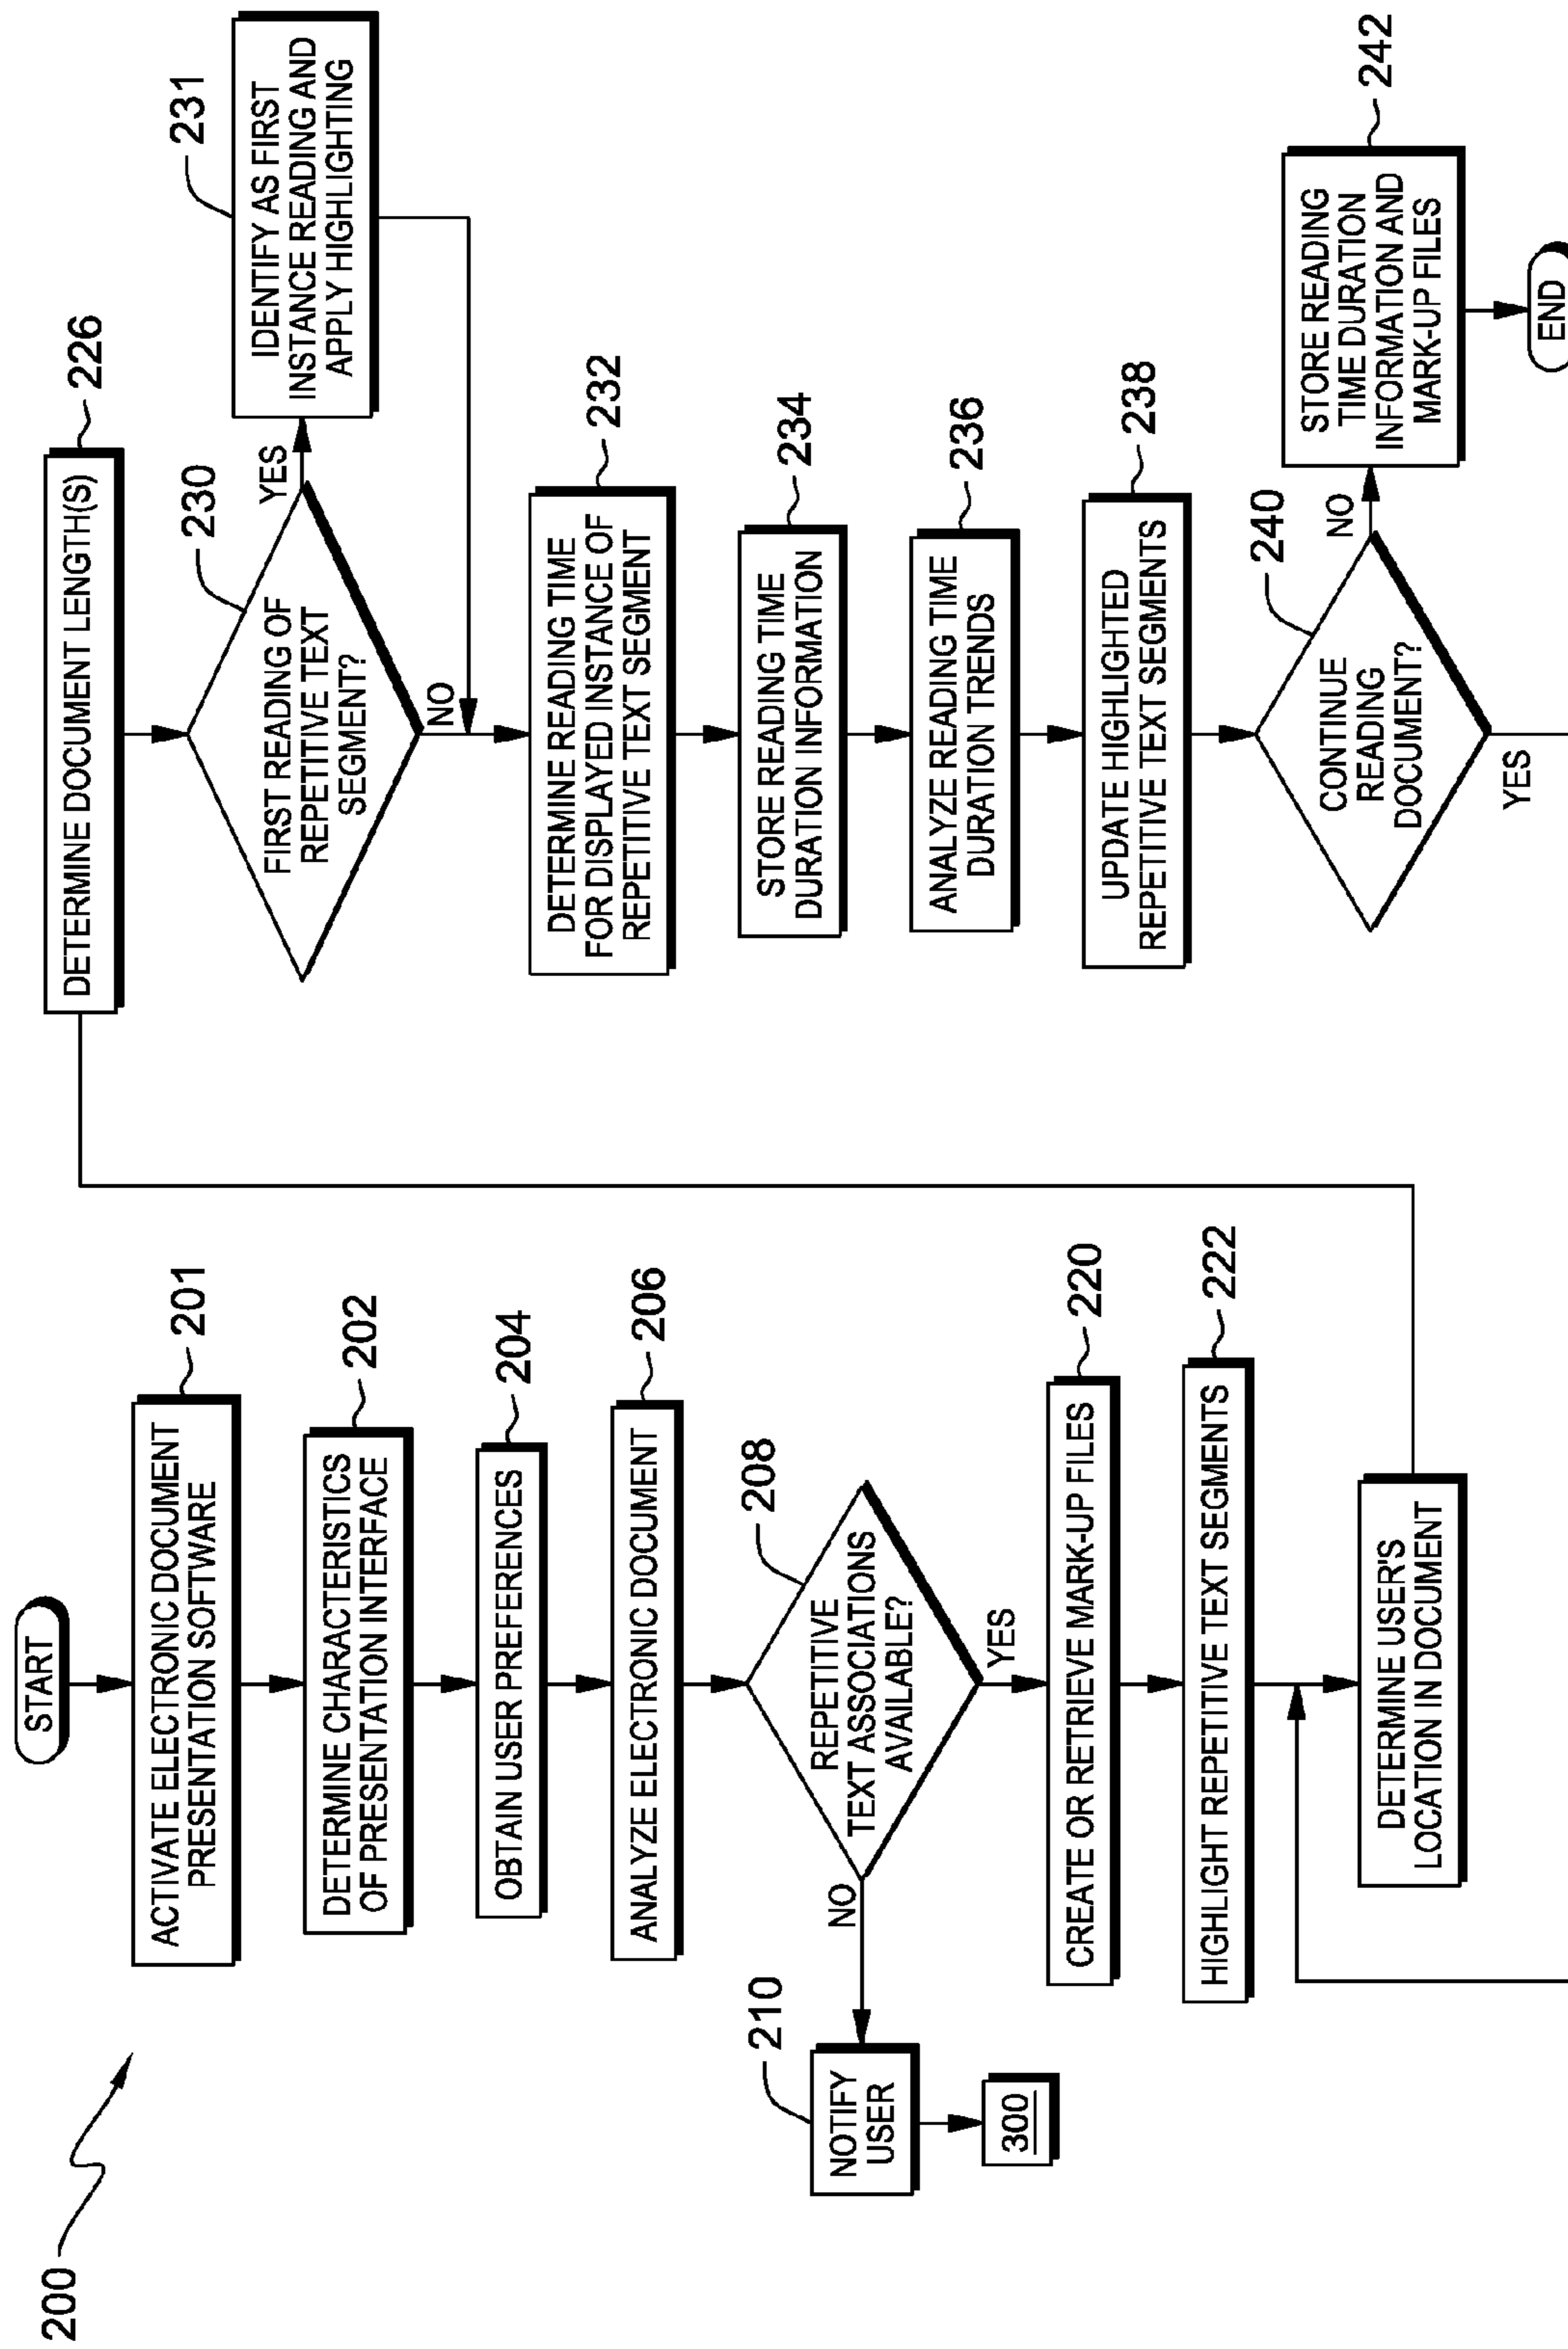 200
START
ACTIVATE ELECTRONIC DOCUMENT
PRESENTATION SOFTWARE
201
DETERMINE CHARACTERISTICS
OF PRESENTATION INTERFACE
202
OBTAIN USER PREFERENCES
204
ANALYZE ELECTRONIC DOCUMENT
206
REPETITIVE
TEXT ASSOCIATIONS
AVAILABLE?
208
NO
NOTIFY
USER
210
300
YES
CREATE OR RETRIEVE MARK-UP FILES
220
HIGHLIGHT REPETITIVE TEXT SEGMENTS
222
DETERMINE USER'S
LOCATION IN DOCUMENT
DETERMINE DOCUMENT LENGTH(S)
226
FIRST READING OF
REPETITIVE TEXT
SEGMENT?
230
YES
IDENTIFY AS FIRST
INSTANCE READING AND
APPLY HIGHLIGHTING
231
NO
DETERMINE READING TIME
FOR DISPLAYED INSTANCE OF
REPETITIVE TEXT SEGMENT
232
STORE READING TIME
DURATION INFORMATION
234
ANALYZE READING TIME
DURATION TRENDS
236
UPDATE HIGHLIGHTED
REPETITIVE TEXT SEGMENTS
238
CONTINUE
READING
DOCUMENT?
240
NO
STORE READING
TIME DURATION
INFORMATION AND
MARK-UP FILES
242
END
YES